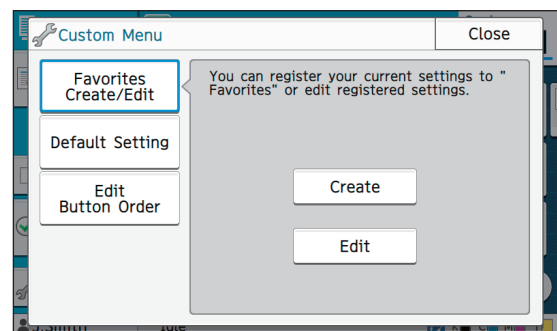 Custom Menu
Close
Favorites
Create/Edit
You can register your current settings to "
Favorites" or edit registered settings.
Default Setting
Edit
Button Order
Create
Edit
J.Smith
Idle